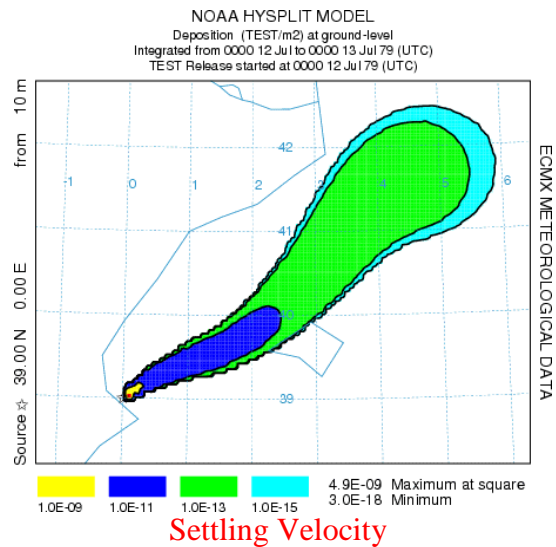 NOAA HYSPLIT MODEL
Deposition (TEST/m2) at ground-level
Integrated from 0000 12 Jul to 0000 13 Jul 79 (UTC)
TEST Release started at 0000 12 Jul 79 (UTC)
Source ☆ 39.00 N 0.00 E from 10 m
-1 0 1 2 3 4 5 6
42
41
40
39
ECMX METEOROLOGICAL DATA
1.0E-09 1.0E-11 1.0E-13 1.0E-15
4.9E-09 Maximum at square
3.0E-18 Minimum
Settling Velocity